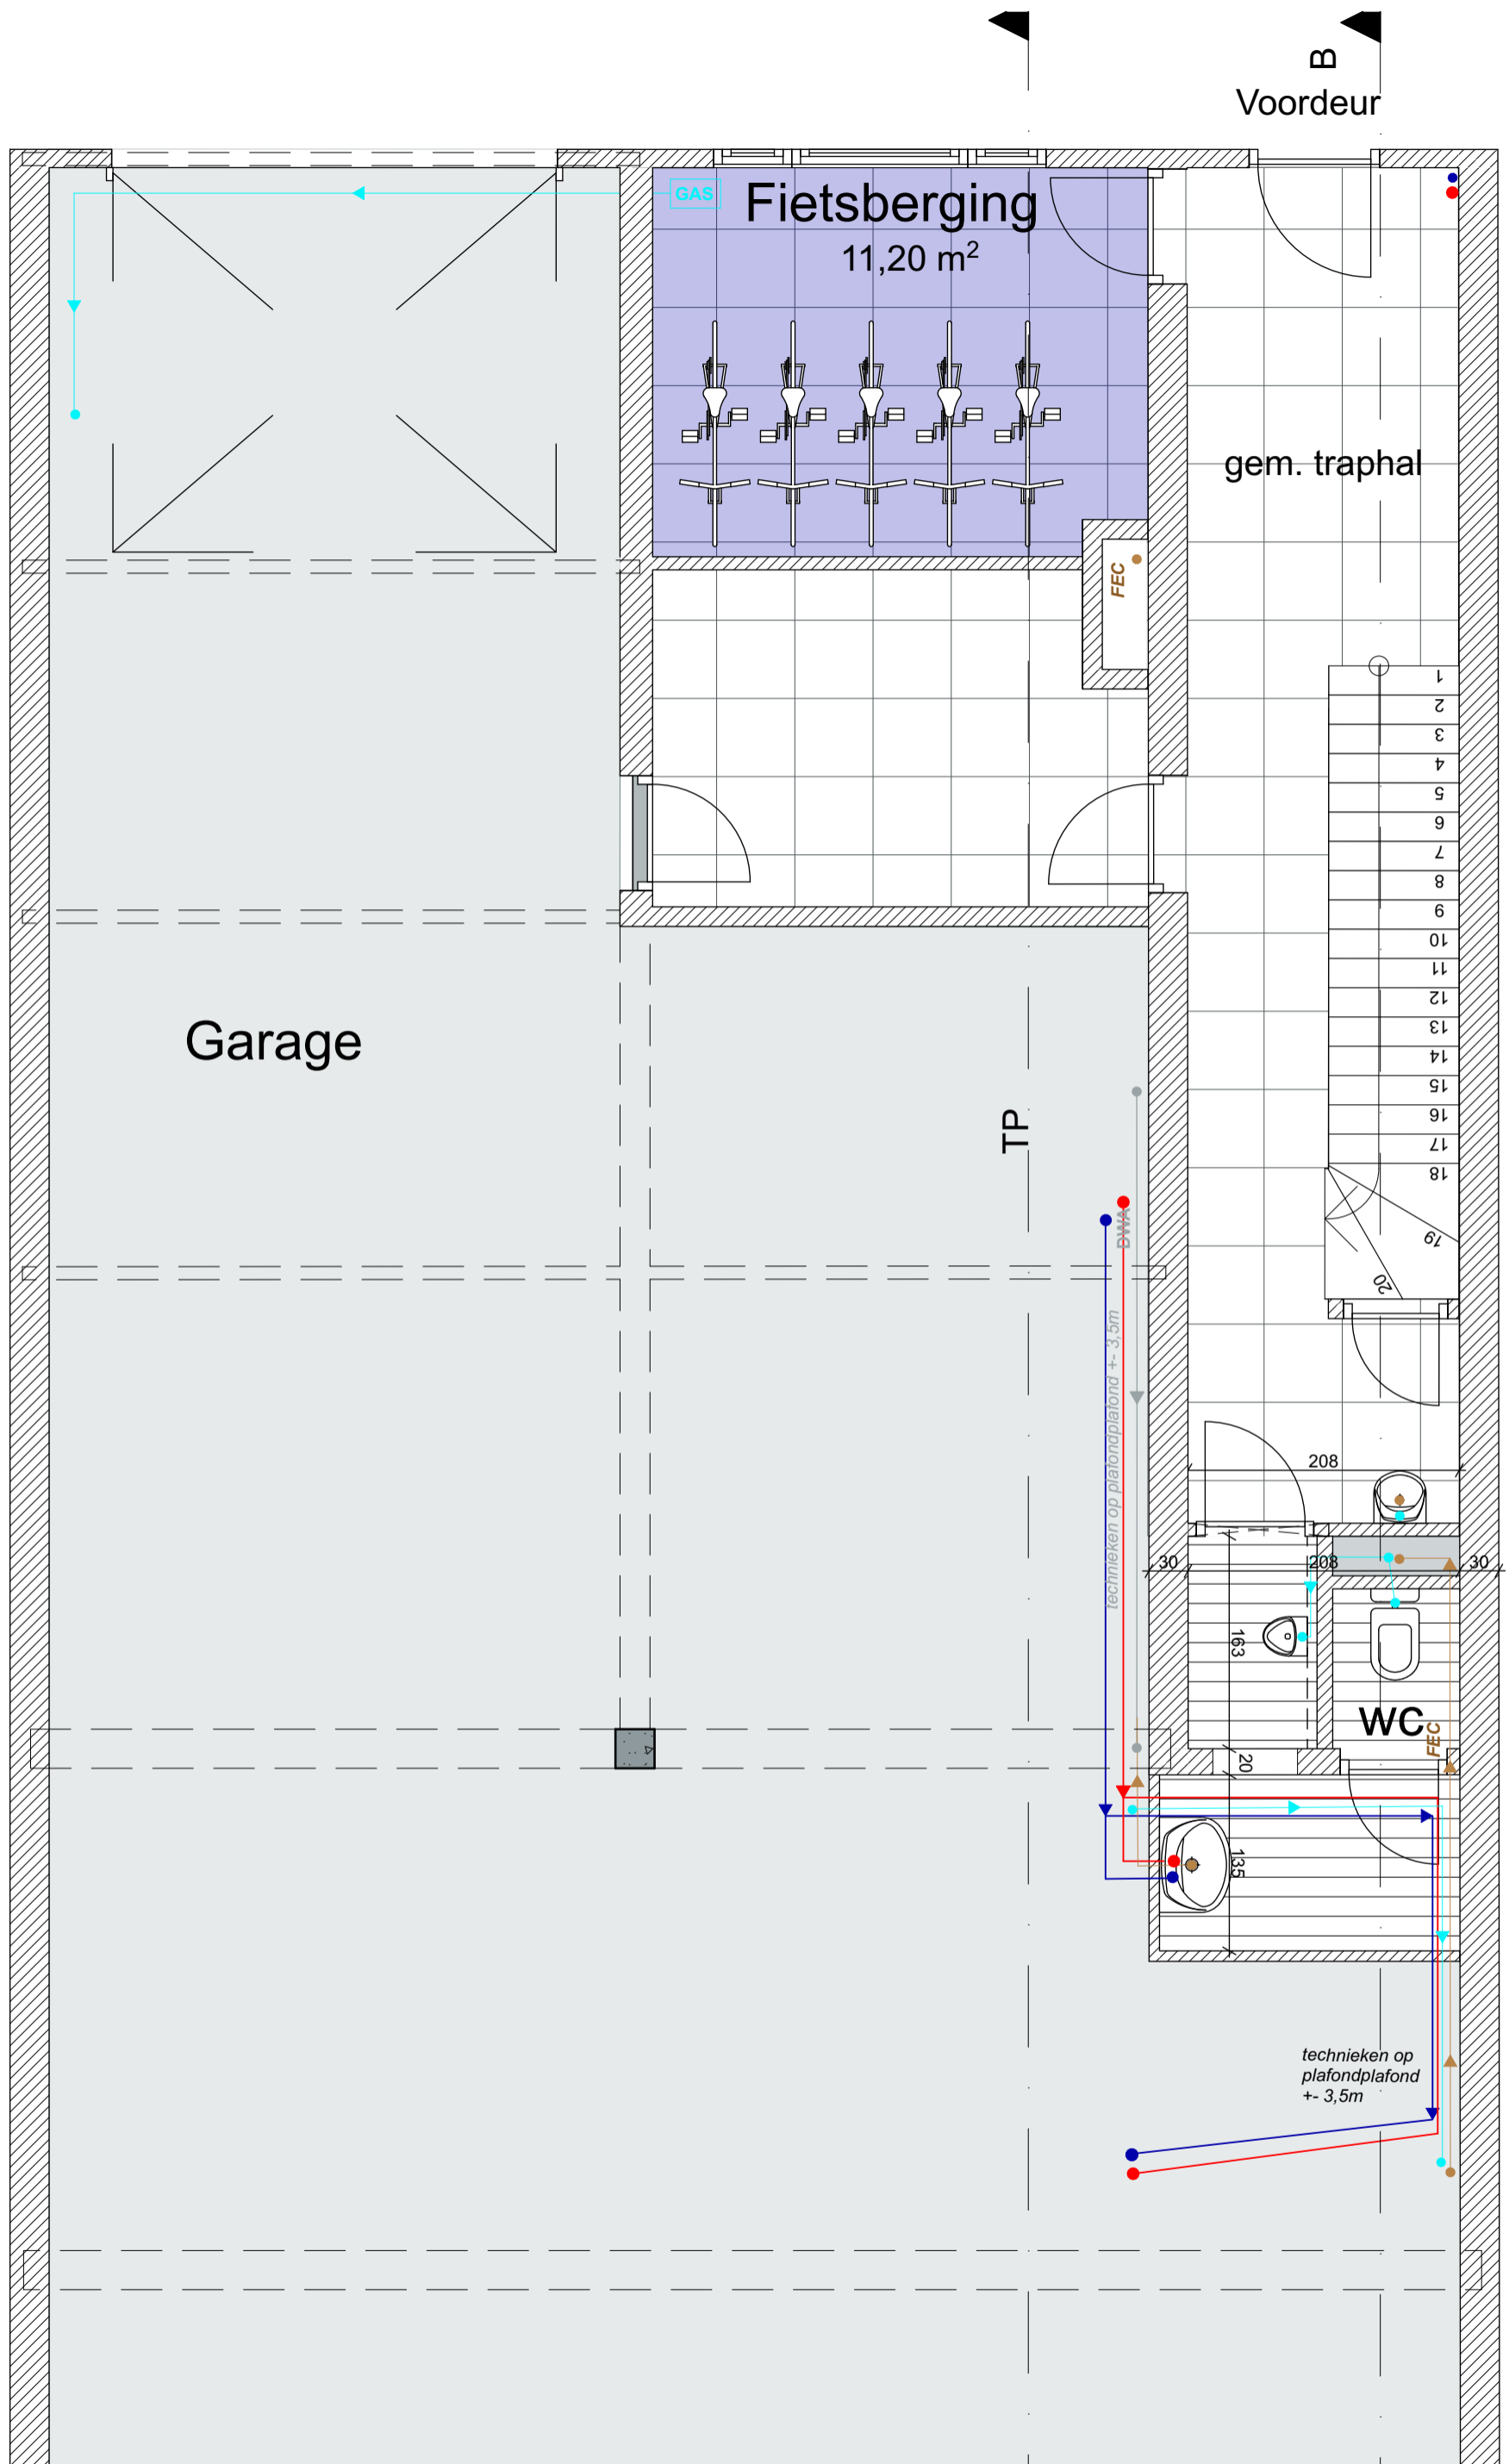 B
Voordeur
GAS
Fietsberging
11,20 m²
gem. traphal
FEC
1
2
3
4
5
6
7
8
9
10
11
12
13
14
15
16
17
18
19
20
Garage
TP
DWA
technieken op plafondplafond +- 3,5m
208
30
208
30
163
WC
FEC
20
135
technieken op
plafondplafond
+- 3,5m